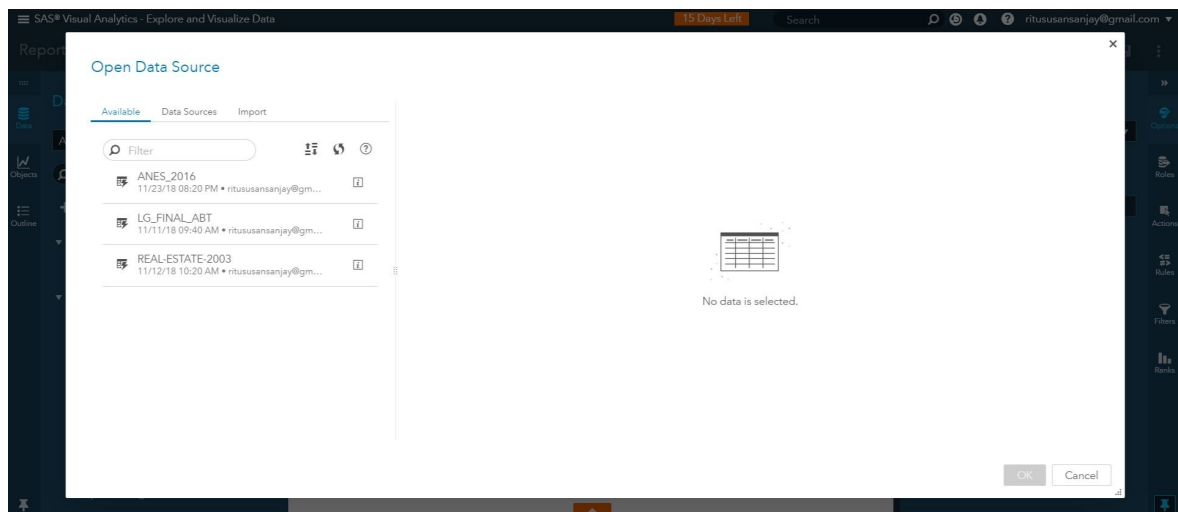 SAS® Visual Analytics - Explore and Visualize Data
15 Days Left
Search
ritususansanjay@gmail.com
Report
Data
Objects
Outline
Open Data Source
Available Data Sources Import
Filter
ANES_2016
11/23/18 08:20 PM • ritususansanjay@gm...
LG_FINAL_ABT
11/11/18 09:40 AM • ritususansanjay@gm...
REAL-ESTATE-2003
11/12/18 10:20 AM • ritususansanjay@gm...
No data is selected.
OK Cancel
Options
Roles
Actions
Rules
Filters
Ranks